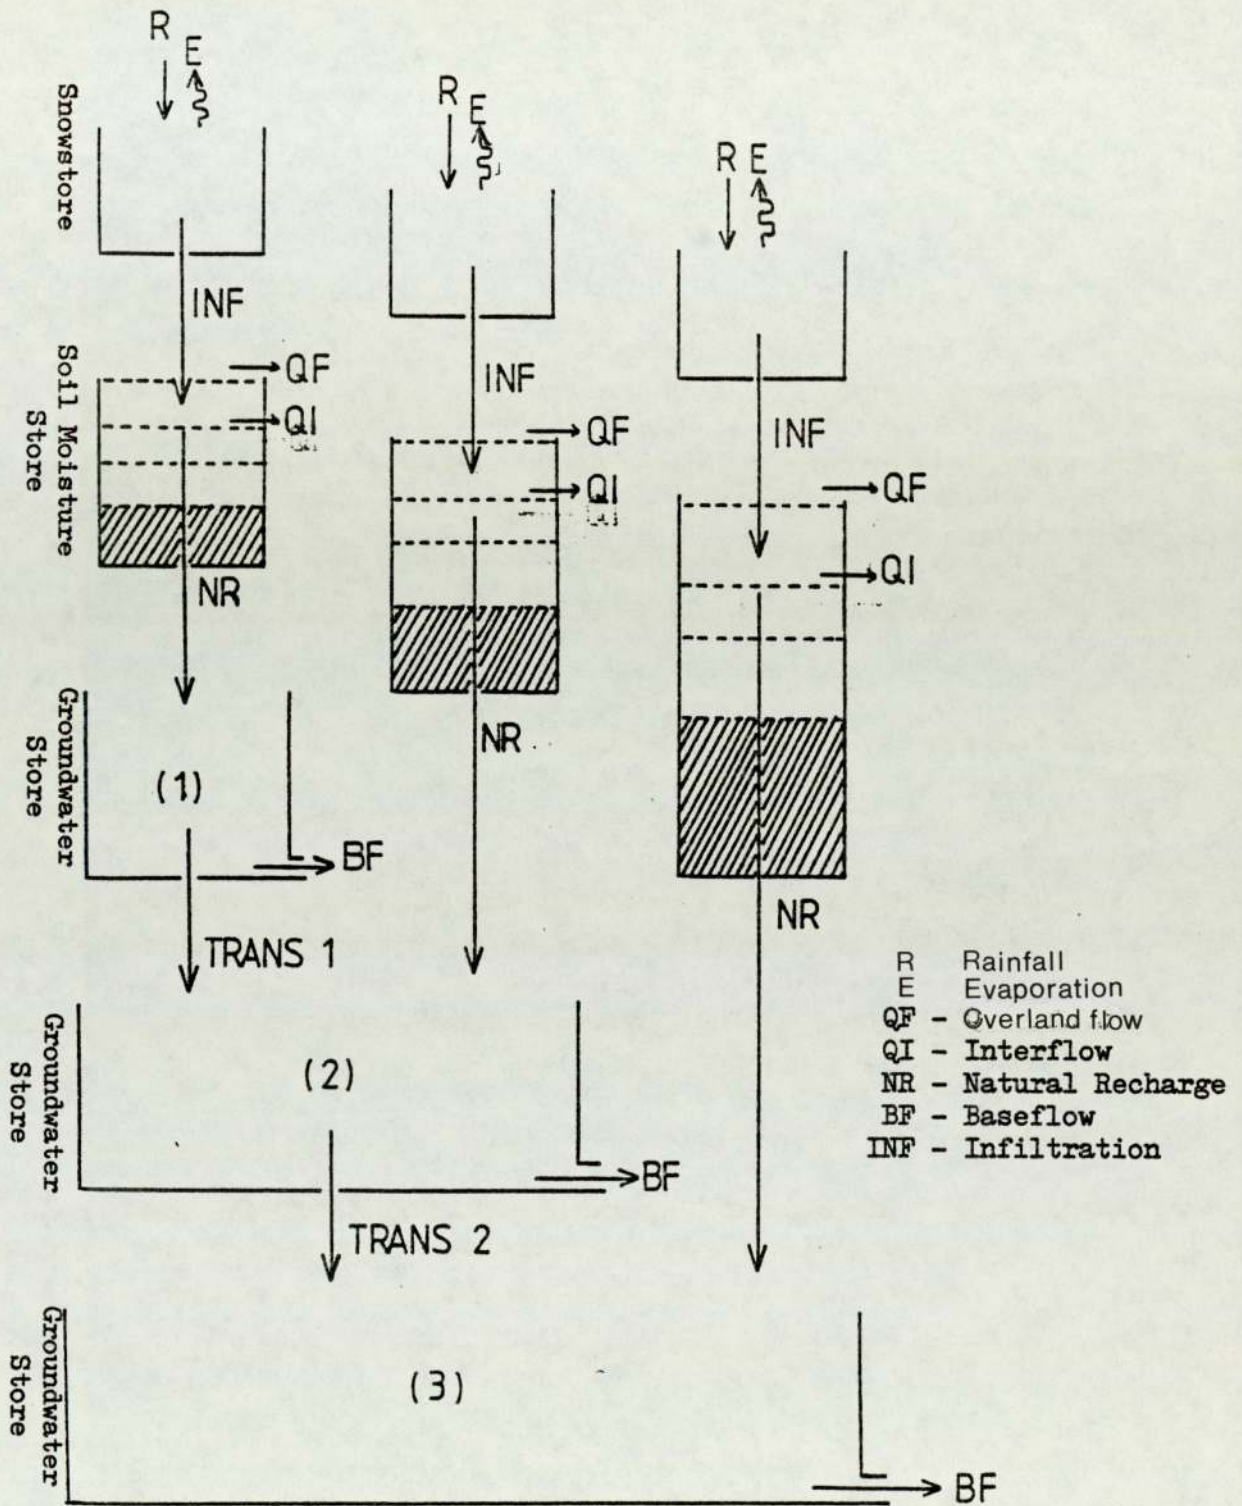 R E
R E
R E
Snowstore
INF
INF
INF
Soil Moisture
Store
QF
QI
QF
QI
QF
QI
NR
NR
NR
Groundwater
Store
(1)
BF
TRANS 1
Groundwater
Store
(2)
BF
TRANS 2
Groundwater
Store
(3)
BF
R Rainfall
E Evaporation
QF - Overland flow
QI - Interflow
NR - Natural Recharge
BF - Baseflow
INF - Infiltration